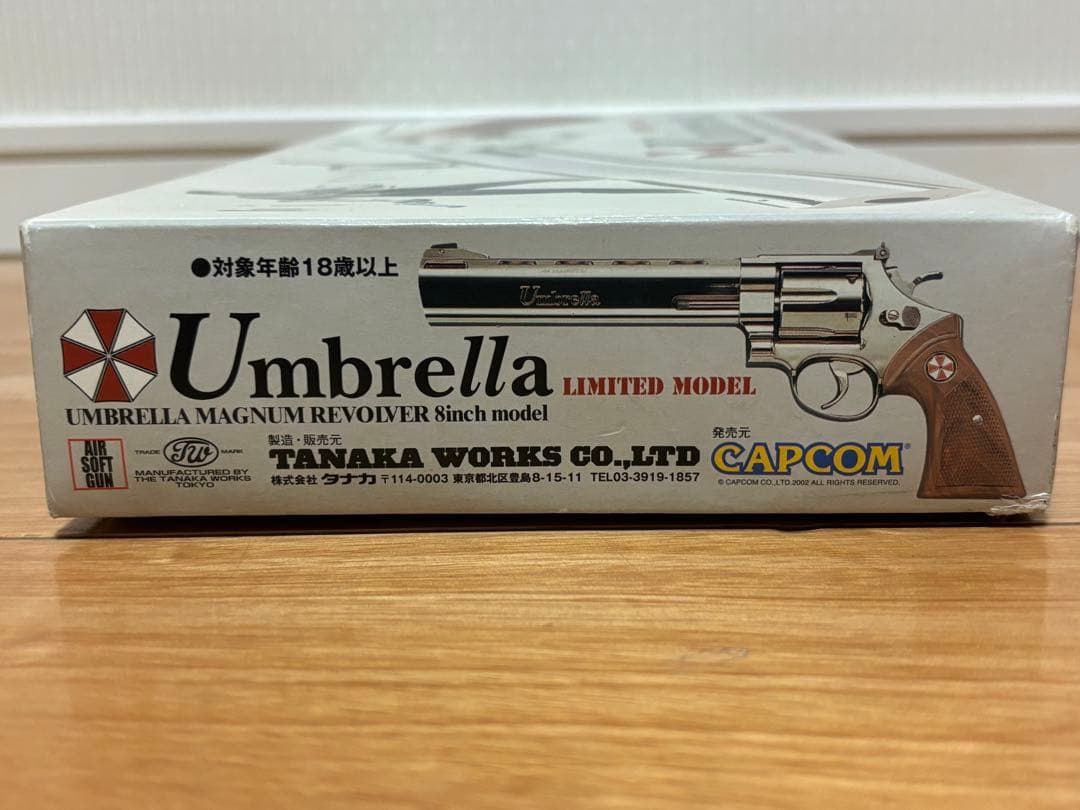 ●対象年齢18歳以上
Umbrella
Umbrella LIMITED MODEL
UMBRELLA MAGNUM REVOLVER 8inch model
AIR
SOFT
GUN
TRADE TW MARK
MANUFACTURED BY
THE TANAKA WORKS
TOKYO
製造・販売元
TANAKA WORKS CO.,LTD
株式会社 タナカ 〒114-0003 東京都北区豊島8-15-11 TEL03-3919-1857
発売元
CAPCOM®
© CAPCOM CO.,LTD.2002 ALL RIGHTS RESERVED.